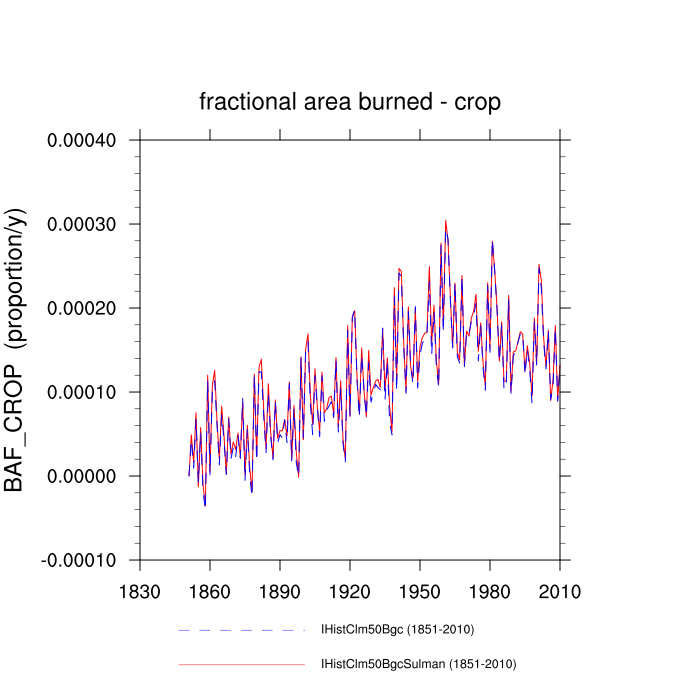 fractional area burned - crop
0.00040
0.00030
0.00020
0.00010
0.00000
-0.00010
BAF_CROP (proportion/y)
1830 1860 1890 1920 1950 1980 2010
IHistClm50Bgc (1851-2010)
IHistClm50BgcSulman (1851-2010)